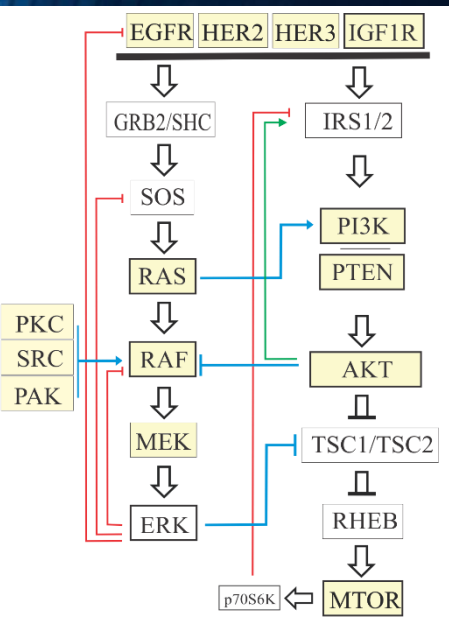 EGFR HER2 HER3 IGF1R
GRB2/SHC IRS1/2
SOS
PI3K
RAS PTEN
PKC
SRC RAF AKT
PAK
MEK TSC1/TSC2
ERK RHEB
p70S6K MTOR